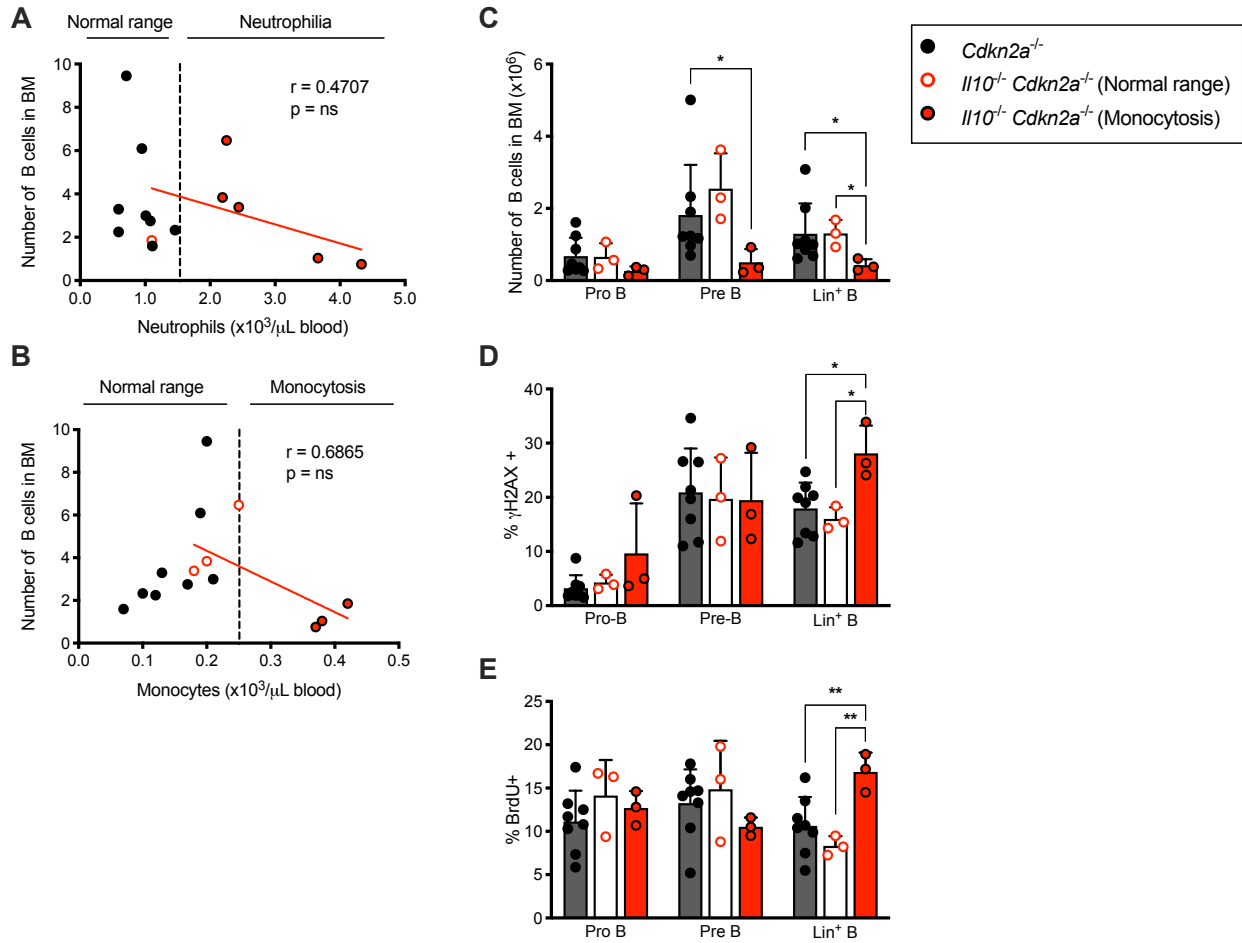 A
Normal range
Neutrophilia
Number of B cells in BM
10
8
6
4
2
0
r = 0.4707
p = ns
0.0
1.0
2.0
3.0
4.0
5.0
Neutrophils (x10³/μL blood)
B
Normal range
Monocytosis
Number of B cells in BM
10
8
6
4
2
0
r = 0.6865
p = ns
0.0
0.1
0.2
0.3
0.4
0.5
Monocytes (x10³/μL blood)
C
Number of B cells in BM (x10⁶)
6
4
2
0
*
*
*
Pro B
Pre B
Lin⁺ B
Cdkn2a⁻/⁻
Il10⁻/⁻ Cdkn2a⁻/⁻ (Normal range)
Il10⁻/⁻ Cdkn2a⁻/⁻ (Monocytosis)
D
% γH2AX +
40
30
20
10
0
*
*
Pro-B
Pre-B
Lin⁺ B
E
% BrdU+
25
20
15
10
5
0
**
**
Pro B
Pre B
Lin⁺ B